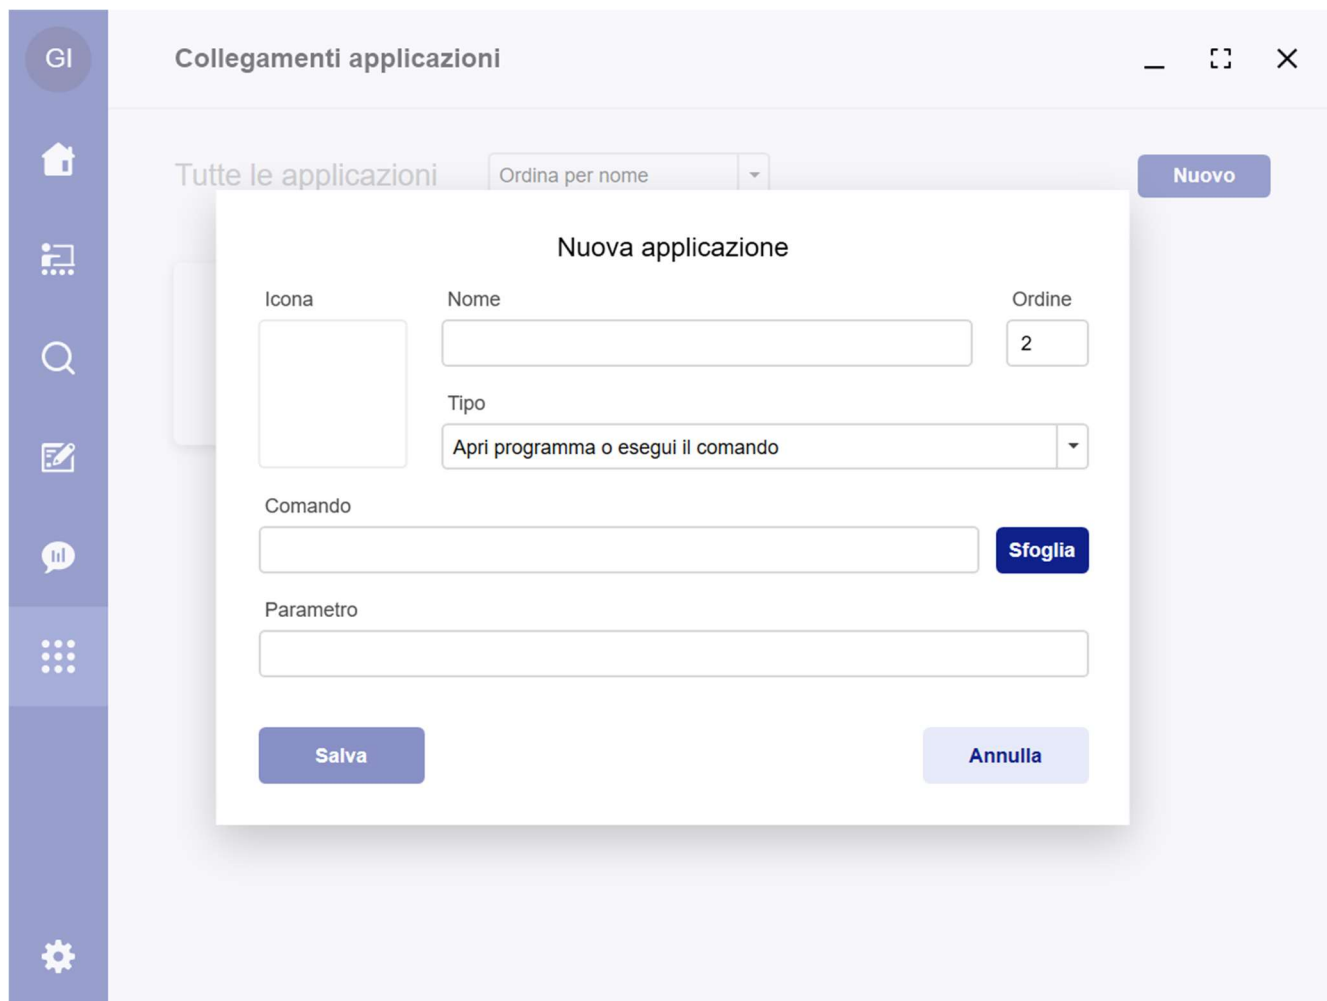 GI
Collegamenti applicazioni
Tutte le applicazioni
Ordina per nome
Nuovo
Nuova applicazione
Icona
Nome
Ordine
2
Tipo
Apri programma o esegui il comando
Comando
Sfoglia
Parametro
Salva
Annulla